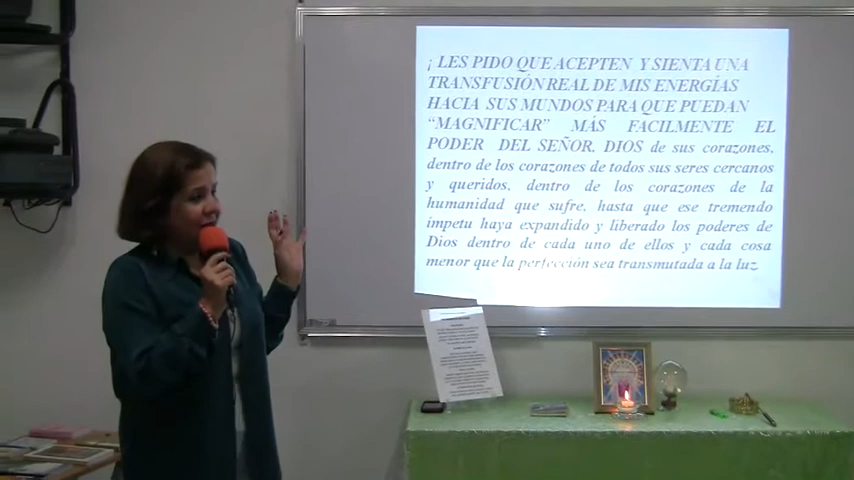 ¡ LES PIDO QUE ACEPTEN Y SIENTA UNA
TRANSFUSIÓN REAL DE MIS ENERGÍAS
HACIA SUS MUNDOS PARA QUE PUEDAN
“MAGNIFICAR” MÁS FACILMENTE EL
PODER DEL SEÑOR, DIOS de sus corazones,
dentro de los corazones de todos sus seres cercanos
y queridos, dentro de los corazones de la
humanidad que sufre, hasta que ese tremendo
ímpetu haya expandido y liberado los poderes de
Dios dentro de cada uno de ellos y cada cosa
menor que la perfección sea transmutada a la luz